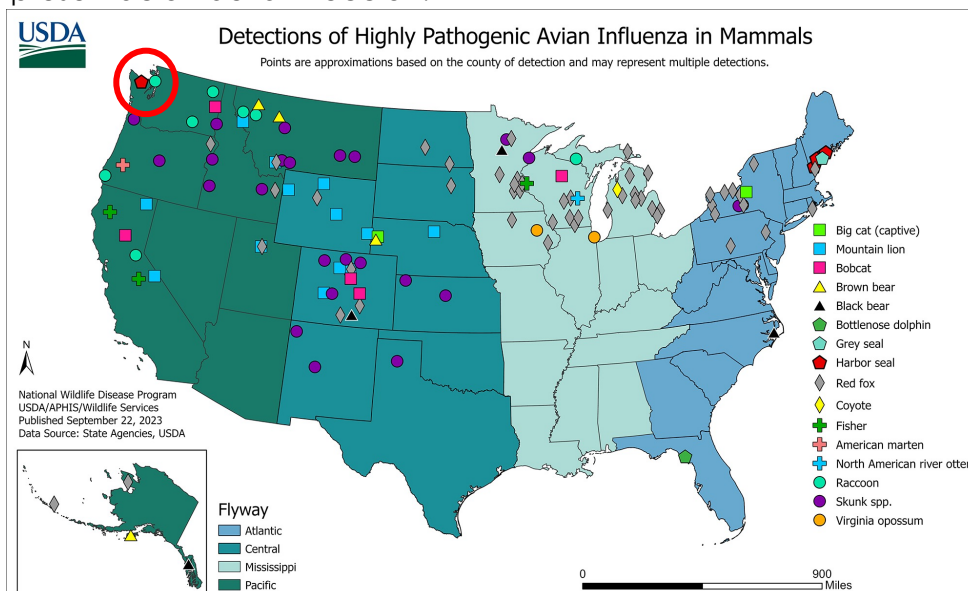 USDA
Detections of Highly Pathogenic Avian Influenza in Mammals
Points are approximations based on the county of detection and may represent multiple detections.
Big cat (captive)
Mountain lion
Bobcat
Brown bear
Black bear
Bottlenose dolphin
Grey seal
Harbor seal
Red fox
Coyote
Fisher
American marten
North American river otter
Raccoon
Skunk spp.
Virginia opossum
N
National Wildlife Disease Program
USDA/APHIS/Wildlife Services
Published September 22, 2023
Data Source: State Agencies, USDA
Flyway
Atlantic
Central
Mississippi
Pacific
0 900
Miles